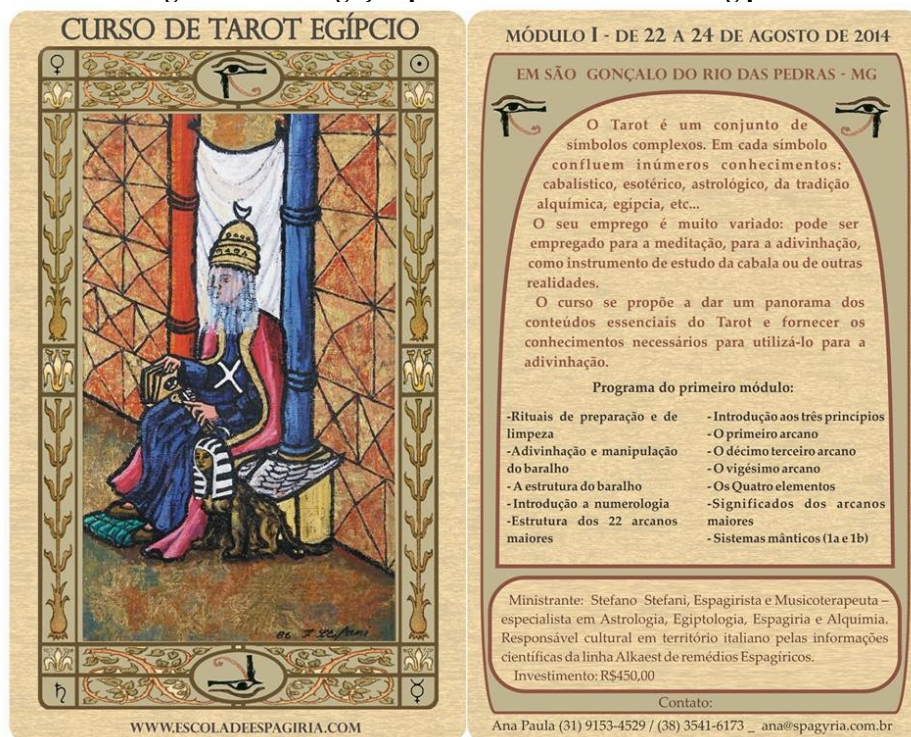 CURSO DE TAROT EGÍPCIO
86 S. Stefani
WWW.ESCOLADEESPAGIRIA.COM
MÓDULO I - DE 22 A 24 DE AGOSTO DE 2014
EM SÃO GONÇALO DO RIO DAS PEDRAS - MG
O Tarot é um conjunto de
símbolos complexos. Em cada símbolo
confluem inúmeros conhecimentos:
cabalístico, esotérico, astrológico, da tradição
alquímica, egípcia, etc...
O seu emprego é muito variado: pode ser
empregado para a meditação, para a adivinhação,
como instrumento de estudo da cabala ou de outras
realidades.
O curso se propõe a dar um panorama dos
conteúdos essenciais do Tarot e fornecer os
conhecimentos necessários para utilizá-lo para a
adivinhação.
Programa do primeiro módulo:
-Rituais de preparação e de
limpeza
-Adivinhação e manipulação
do baralho
- A estrutura do baralho
-Introdução a numerologia
-Estrutura dos 22 arcanos
maiores
- Introdução aos três princípios
- O primeiro arcano
- O décimo terceiro arcano
- O vigésimo arcano
- Os Quatro elementos
-Significados dos arcanos
maiores
- Sistemas mânticos (1a e 1b)
Ministrante: Stefano Stefani, Espagirista e Musicoterapeuta –
especialista em Astrologia, Egiptologia, Espagiria e Alquimia.
Responsável cultural em território italiano pelas informações
científicas da linha Alkaest de remédios Espagíricos.
Investimento: R$450,00
Contato:
Ana Paula (31) 9153-4529 / (38) 3541-6173 _ ana@spagyria.com.br